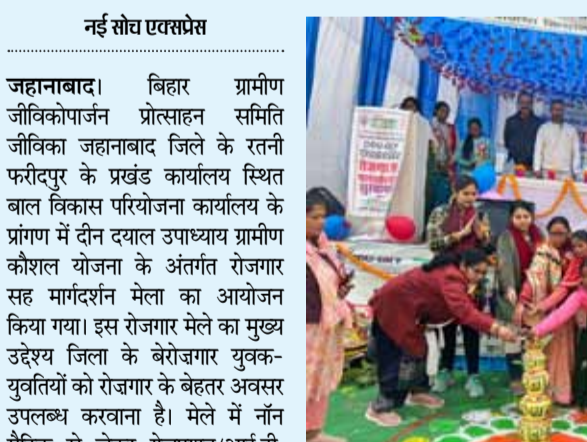 नई सोच एक्सप्रेस
जहानाबाद। बिहार ग्रामीण
जीविकोपार्जन प्रोत्साहन समिति
जीविका जहानाबाद जिले के रतनी
फरीदपुर के प्रखंड कार्यालय स्थित
बाल विकास परियोजना कार्यालय के
प्रांगण में दीन दयाल उपाध्याय ग्रामीण
कौशल योजना के अंतर्गत रोजगार
सह मार्गदर्शन मेला का आयोजन
किया गया। इस रोजगार मेले का मुख्य
उद्देश्य जिला के बेरोजगार युवक-
युवतियों को रोजगार के बेहतर अवसर
उपलब्ध करवाना है। मेले में नॉन